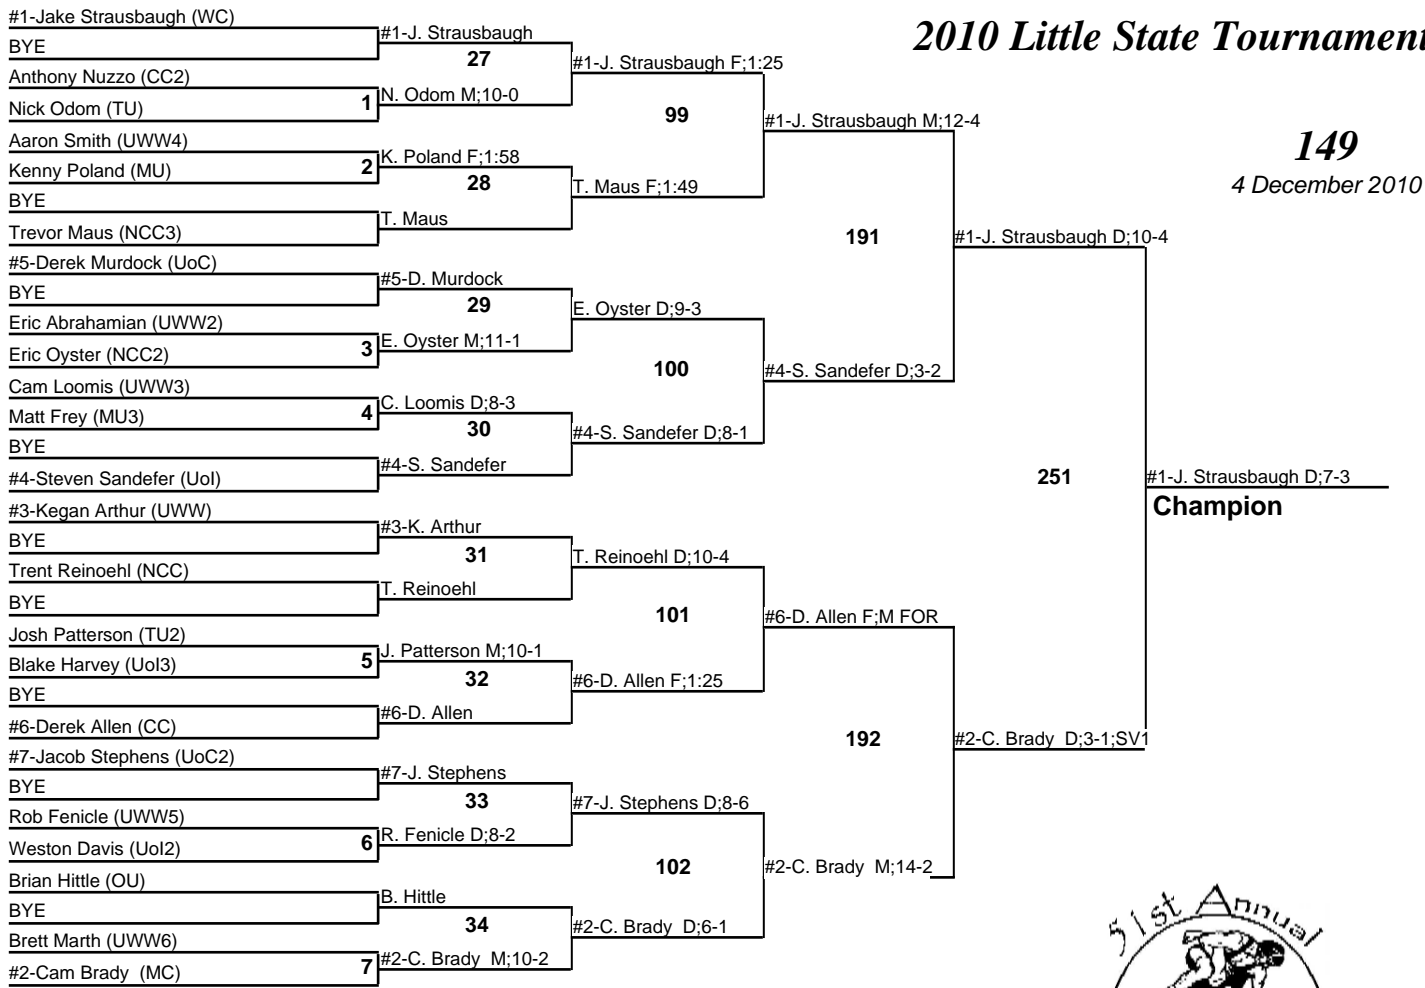 2010 Little State Tournament
149
4 December 2010
#1-Jake Strausbaugh (WC)
BYE
Anthony Nuzzo (CC2)
Nick Odom (TU)
Aaron Smith (UWW4)
Kenny Poland (MU)
BYE
Trevor Maus (NCC3)
#5-Derek Murdock (UoC)
BYE
Eric Abrahamian (UWW2)
Eric Oyster (NCC2)
Cam Loomis (UWW3)
Matt Frey (MU3)
BYE
#4-Steven Sandefer (UoI)
#3-Kegan Arthur (UWW)
BYE
Trent Reinoehl (NCC)
BYE
Josh Patterson (TU2)
Blake Harvey (UoI3)
BYE
#6-Derek Allen (CC)
#7-Jacob Stephens (UoC2)
BYE
Rob Fenicle (UWW5)
Weston Davis (UoI2)
Brian Hittle (OU)
BYE
Brett Marth (UWW6)
#2-Cam Brady (MC)
1
2
3
4
5
6
7
#1-J. Strausbaugh
27
N. Odom M;10-0
K. Poland F;1:58
28
T. Maus
#5-D. Murdock
29
E. Oyster M;11-1
C. Loomis D;8-3
30
#4-S. Sandefer
#3-K. Arthur
31
T. Reinoehl
J. Patterson M;10-1
32
#6-D. Allen
#7-J. Stephens
33
R. Fenicle D;8-2
B. Hittle
34
#2-C. Brady M;10-2
#1-J. Strausbaugh F;1:25
99
T. Maus F;1:49
E. Oyster D;9-3
100
#4-S. Sandefer D;8-1
T. Reinoehl D;10-4
101
#6-D. Allen F;1:25
#7-J. Stephens D;8-6
102
#2-C. Brady D;6-1
#1-J. Strausbaugh M;12-4
191
#4-S. Sandefer D;3-2
#6-D. Allen F;M FOR
192
#2-C. Brady M;14-2
#1-J. Strausbaugh D;10-4
251
#2-C. Brady D;3-1;SV1
#1-J. Strausbaugh D;7-3
Champion
51st Annual